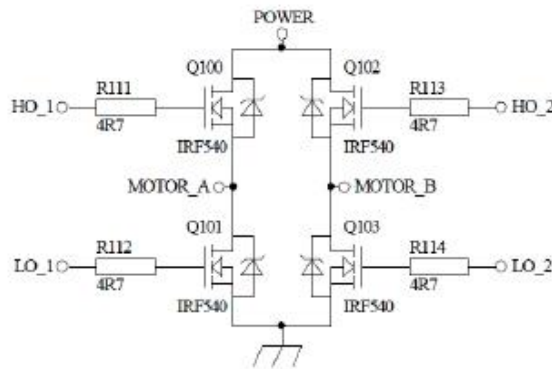 POWER
Q100 Q102
R111 R113
HO_1 HO_2
4R7 4R7
IRF540 IRF540
MOTOR_A MOTOR_B
Q101 Q103
R112 R114
LO_1 LO_2
4R7 4R7
IRF540 IRF540